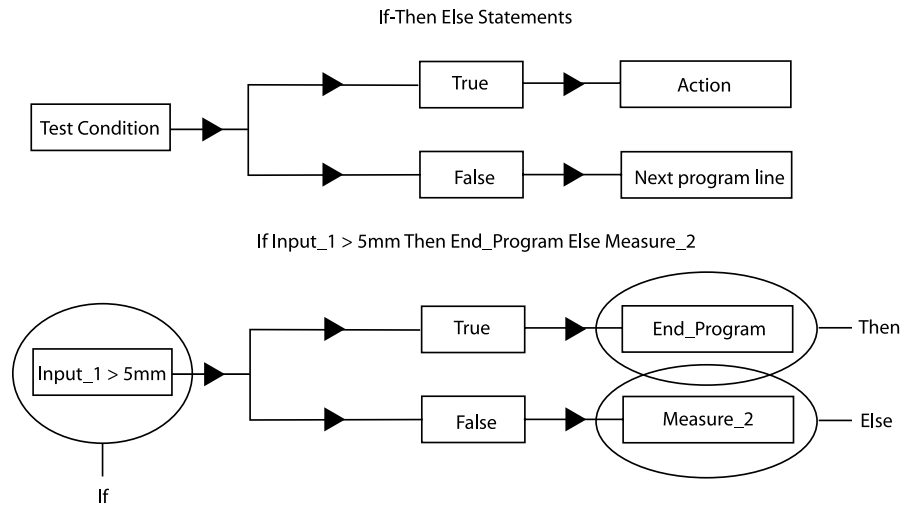 If-Then Else Statements
True
Action
Test Condition
False
Next program line
If Input_1 > 5mm Then End_Program Else Measure_2
True
End_Program
Then
Input_1 > 5mm
False
Measure_2
Else
If